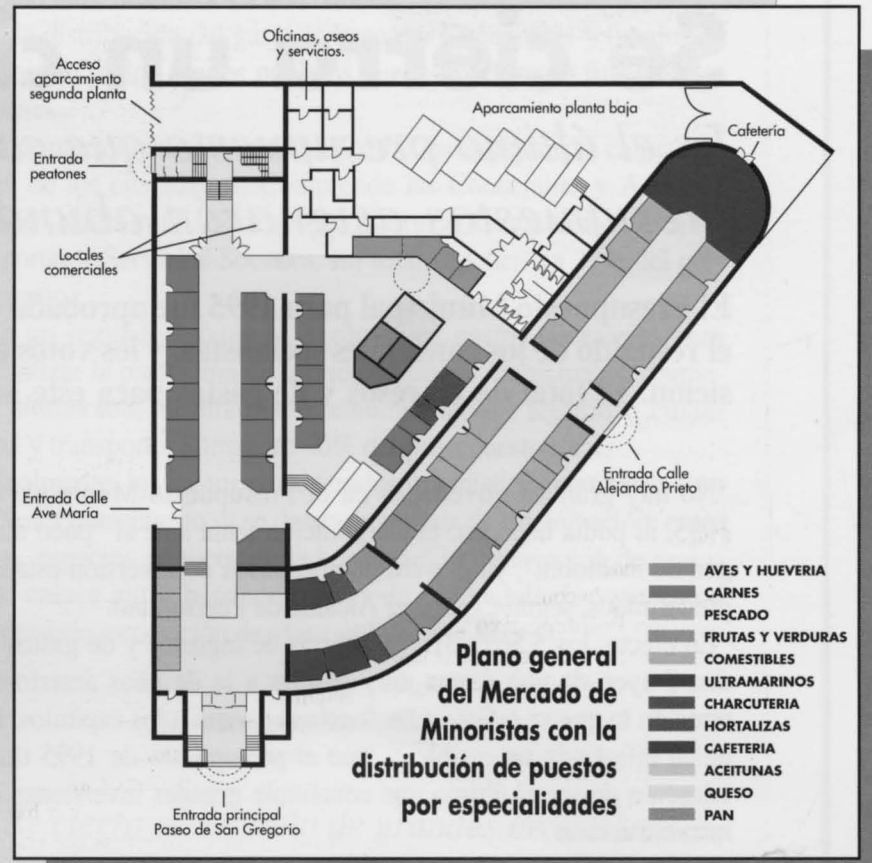 Oficinas, aseos
y servicios.
Acceso
aparcamiento
segunda planta
Aparcamiento planta baja
Cafetería
Entrada
peatones
Locales
comerciales
Entrada Calle
Alejandro Prieto
Entrada Calle
Ave María
Plano general
del Mercado de
Minoristas con la
distribución de puestos
por especialidades
AVES Y HUEVERIA
CARNES
PESCADO
FRUTAS Y VERDURAS
COMESTIBLES
ULTRAMARINOS
CHARCUTERIA
HORTALIZAS
CAFETERIA
ACEITUNAS
QUESO
PAN
Entrada principal
Paseo de San Gregorio